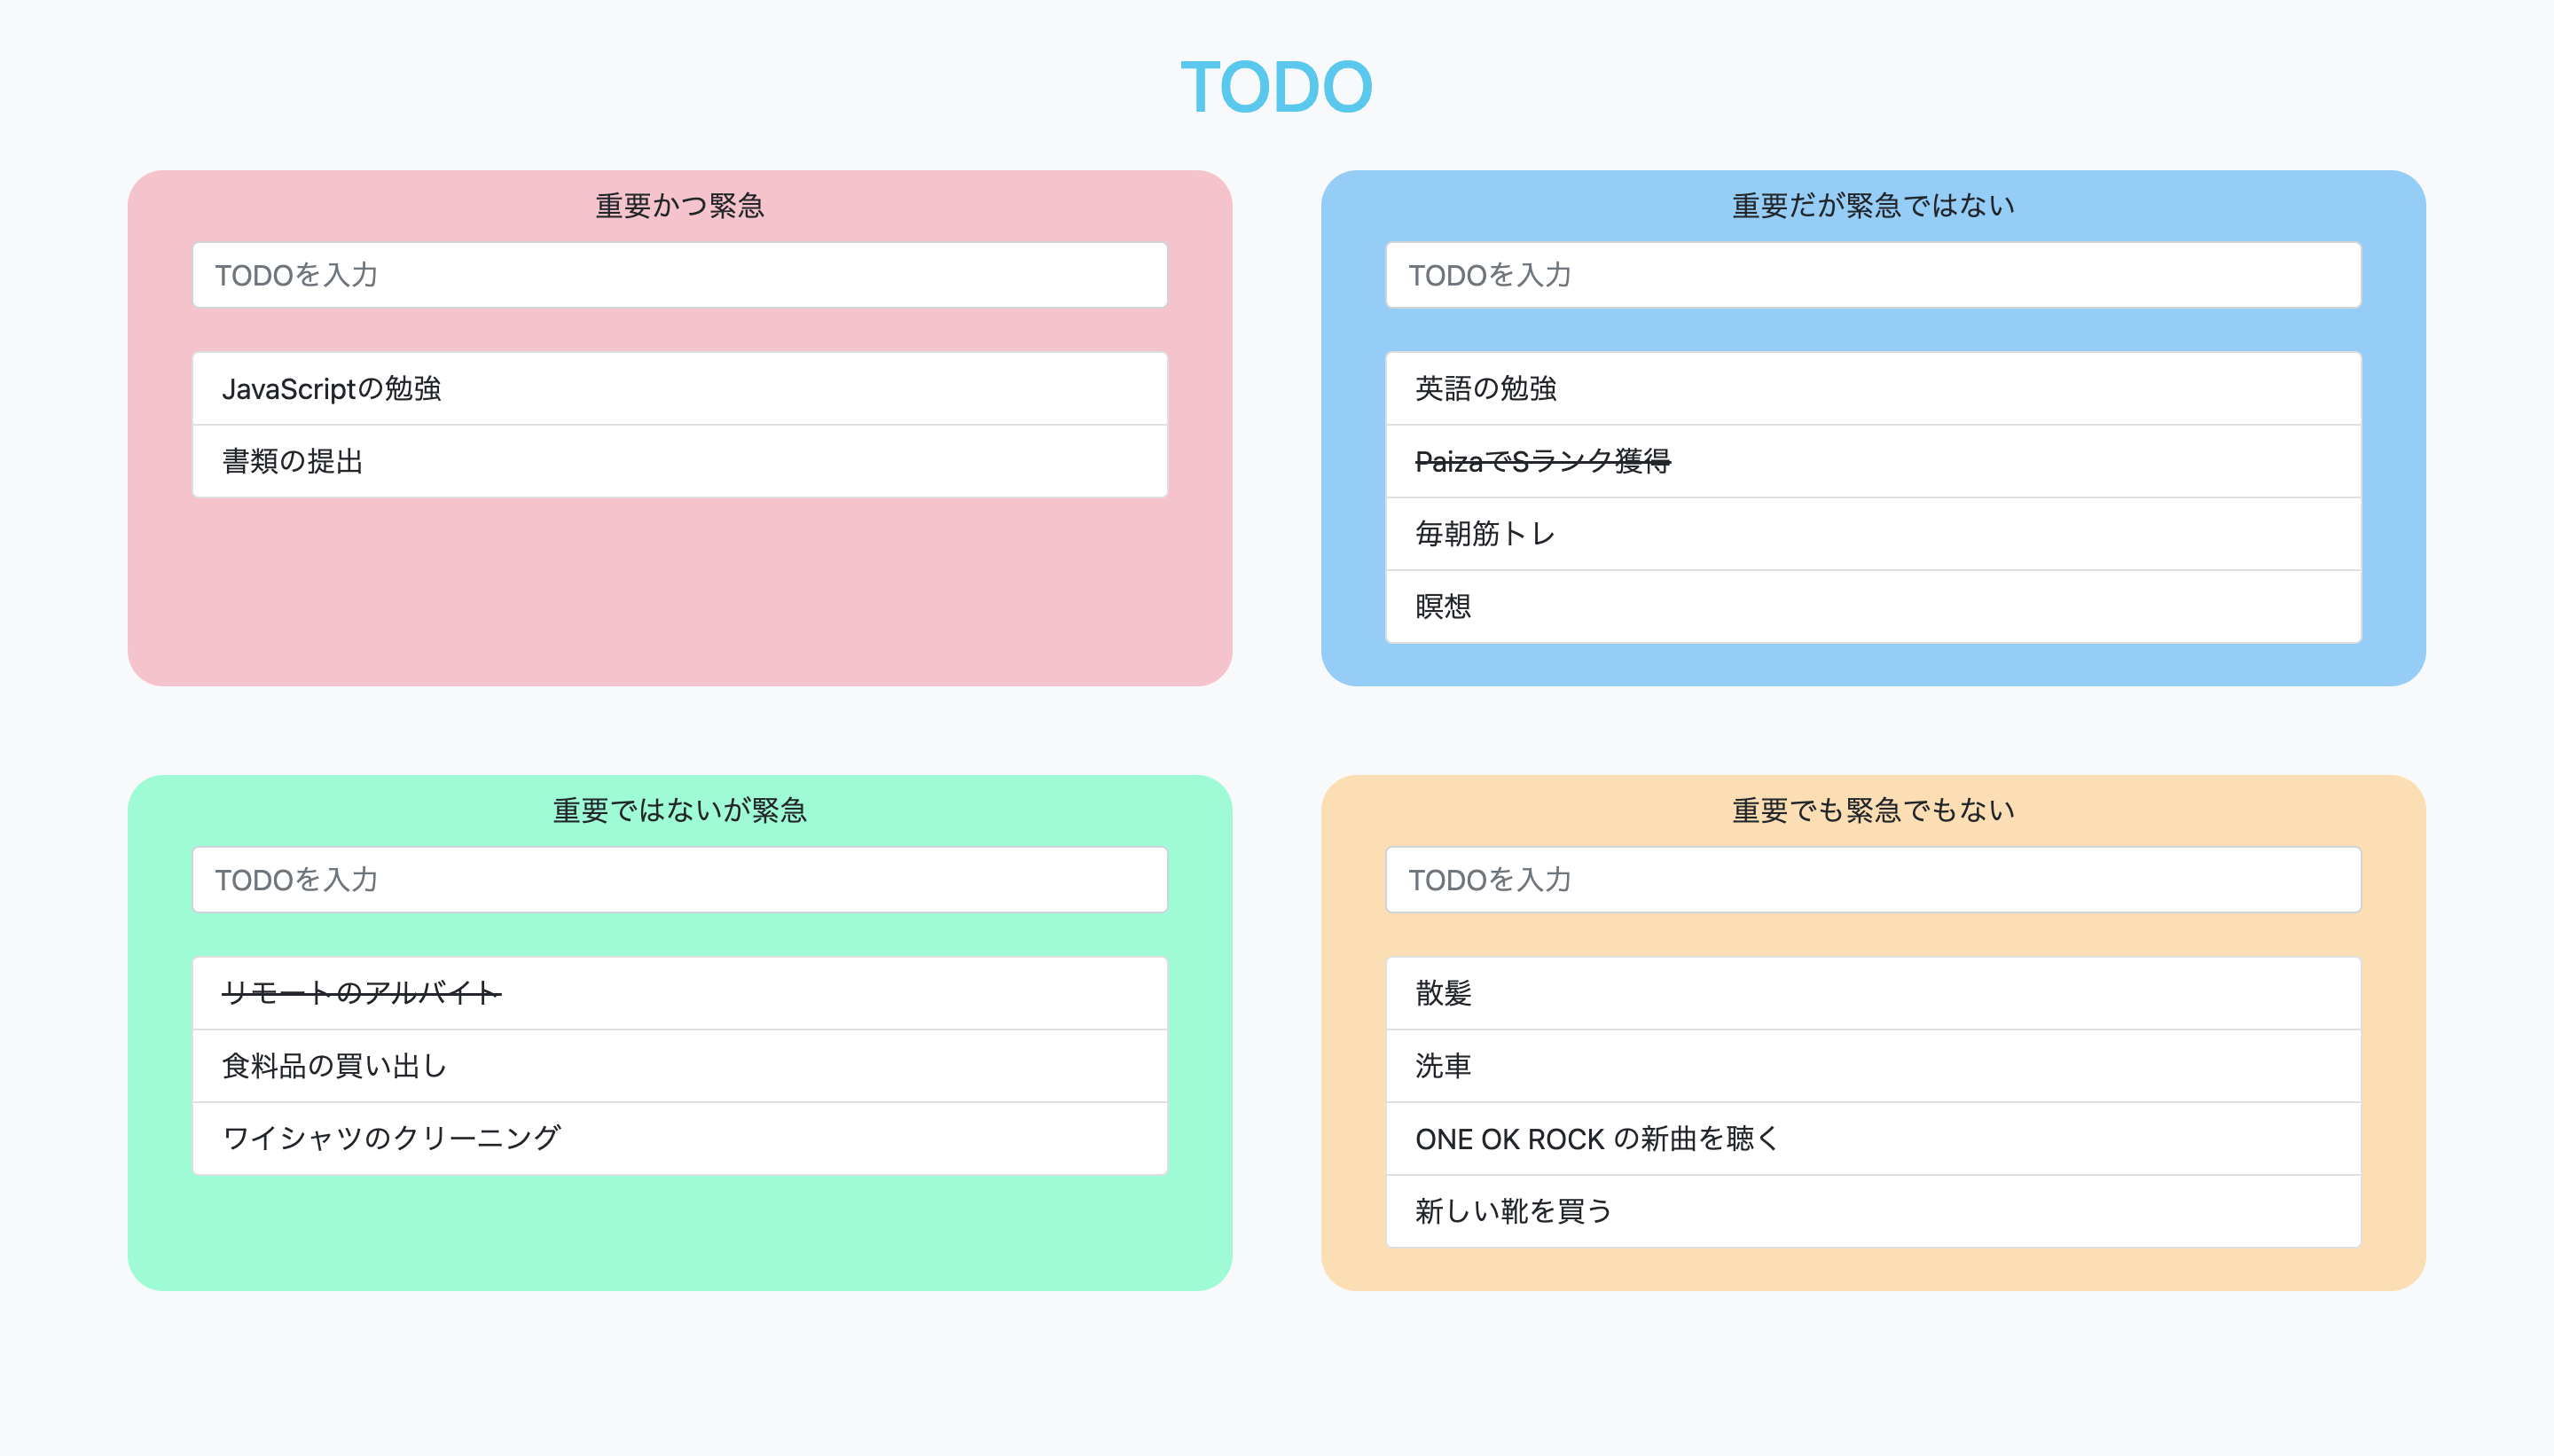 TODO
重要かつ緊急
TODOを入力
JavaScriptの勉強
書類の提出
重要だが緊急ではない
TODOを入力
英語の勉強
PaizaでSランク獲得
毎朝筋トレ
瞑想
重要ではないが緊急
TODOを入力
リモートのアルバイト
食料品の買い出し
ワイシャツのクリーニング
重要でも緊急でもない
TODOを入力
散髪
洗車
ONE OK ROCK の新曲を聴く
新しい靴を買う